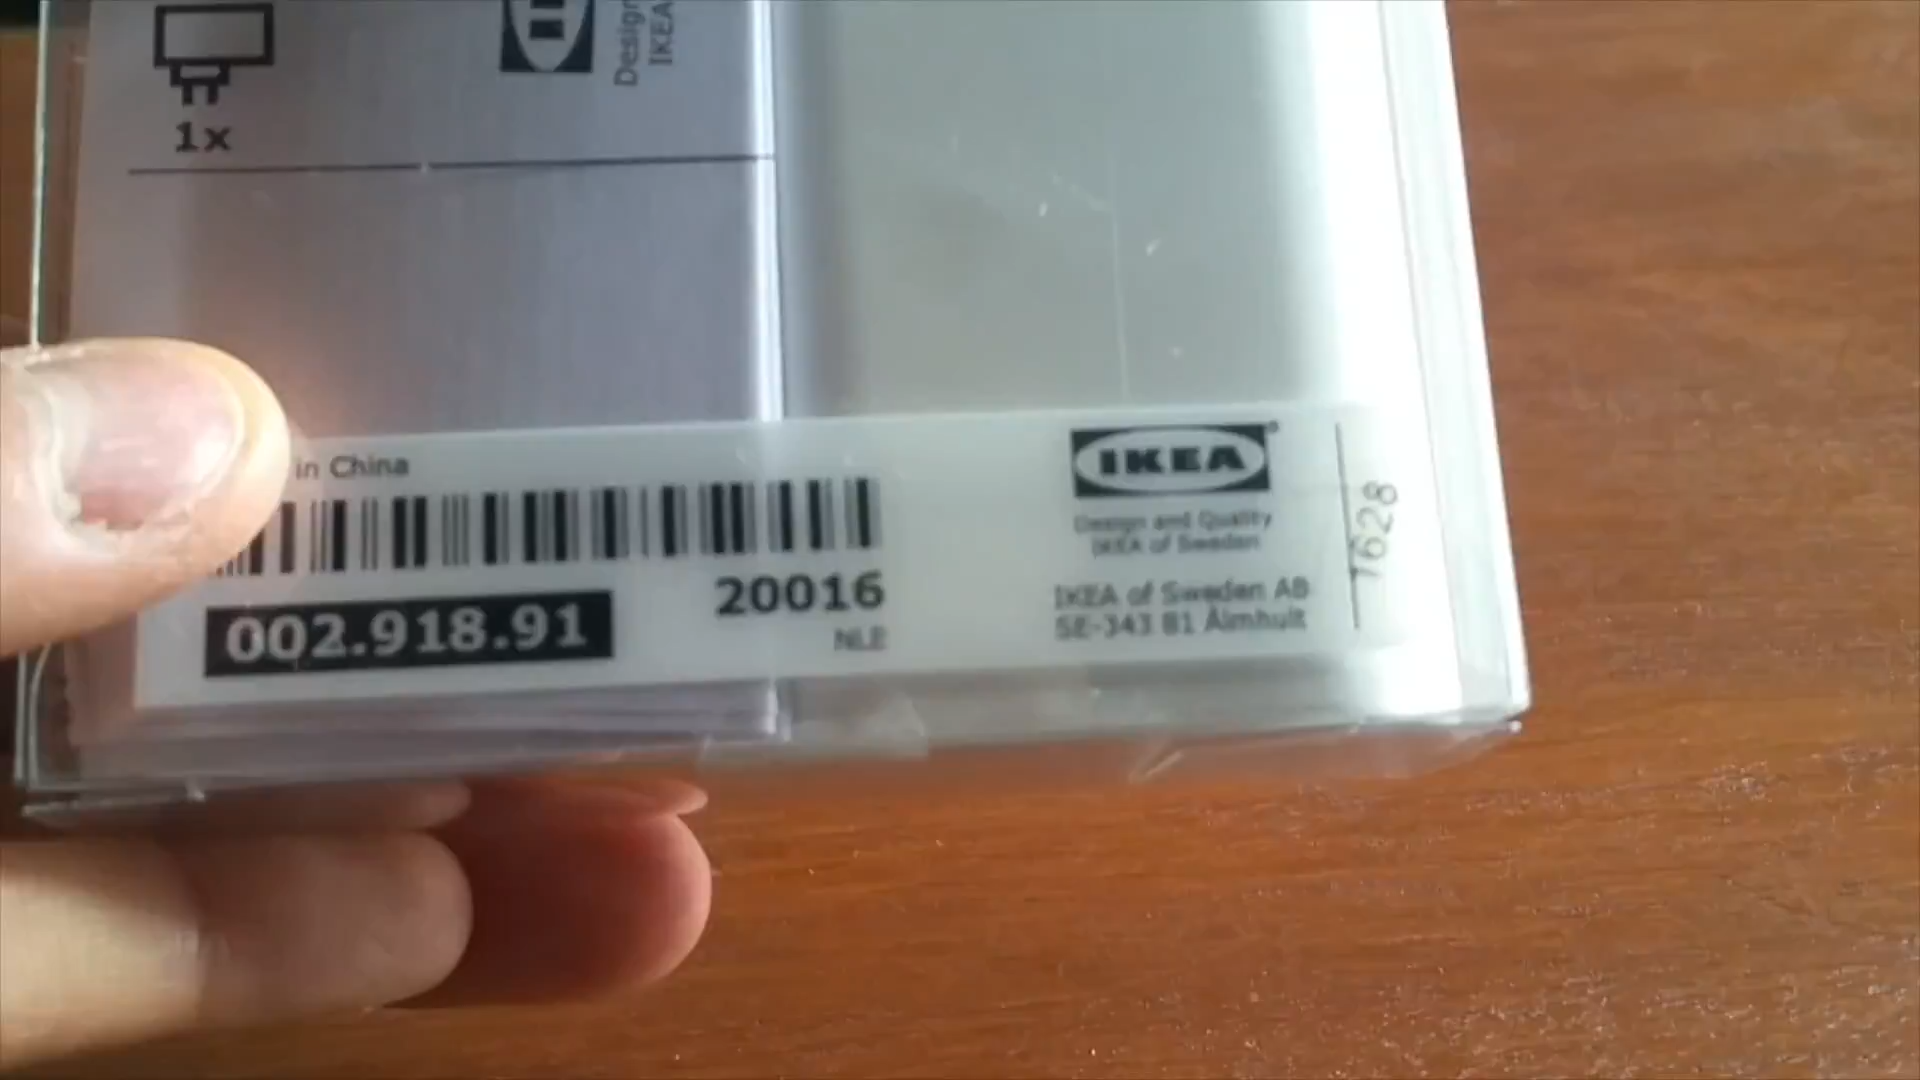 1x
Design
IKEA
in China
002.918.91
20016
NLE
IKEA
Design and Quality
IKEA of Sweden
IKEA of Sweden AB
SE-343 81 Älmhult
1628